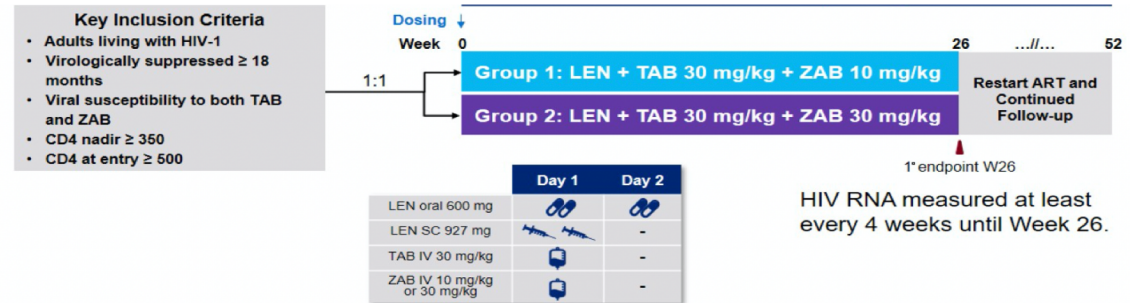 Key Inclusion Criteria
• Adults living with HIV-1
• Virologically suppressed ≥ 18
months
• Viral susceptibility to both TAB
and ZAB
• CD4 nadir ≥ 350
• CD4 at entry ≥ 500
1:1
Dosing
Week 0 26 ...//... 52
Group 1: LEN + TAB 30 mg/kg + ZAB 10 mg/kg
Group 2: LEN + TAB 30 mg/kg + ZAB 30 mg/kg
Restart ART and
Continued
Follow-up
1° endpoint W26
HIV RNA measured at least
every 4 weeks until Week 26.
Day 1 Day 2
LEN oral 600 mg
LEN SC 927 mg -
TAB IV 30 mg/kg -
ZAB IV 10 mg/kg
or 30 mg/kg -